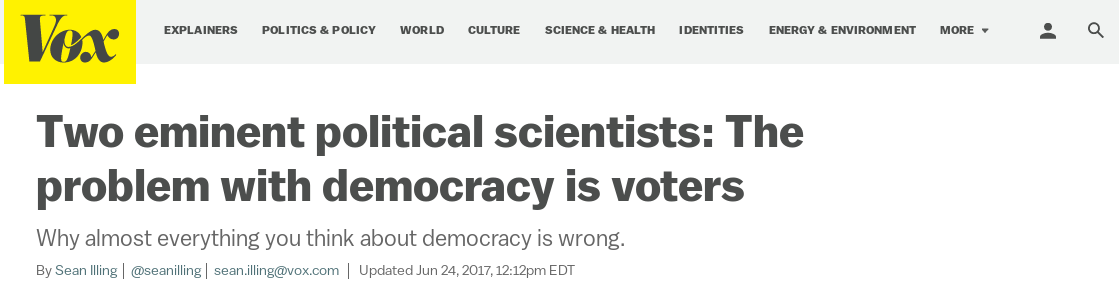 Vox
EXPLAINERS POLITICS & POLICY WORLD CULTURE SCIENCE & HEALTH IDENTITIES ENERGY & ENVIRONMENT MORE
Two eminent political scientists: The
problem with democracy is voters
Why almost everything you think about democracy is wrong.
By Sean Illing | @seanilling | sean.illing@vox.com | Updated Jun 24, 2017, 12:12pm EDT